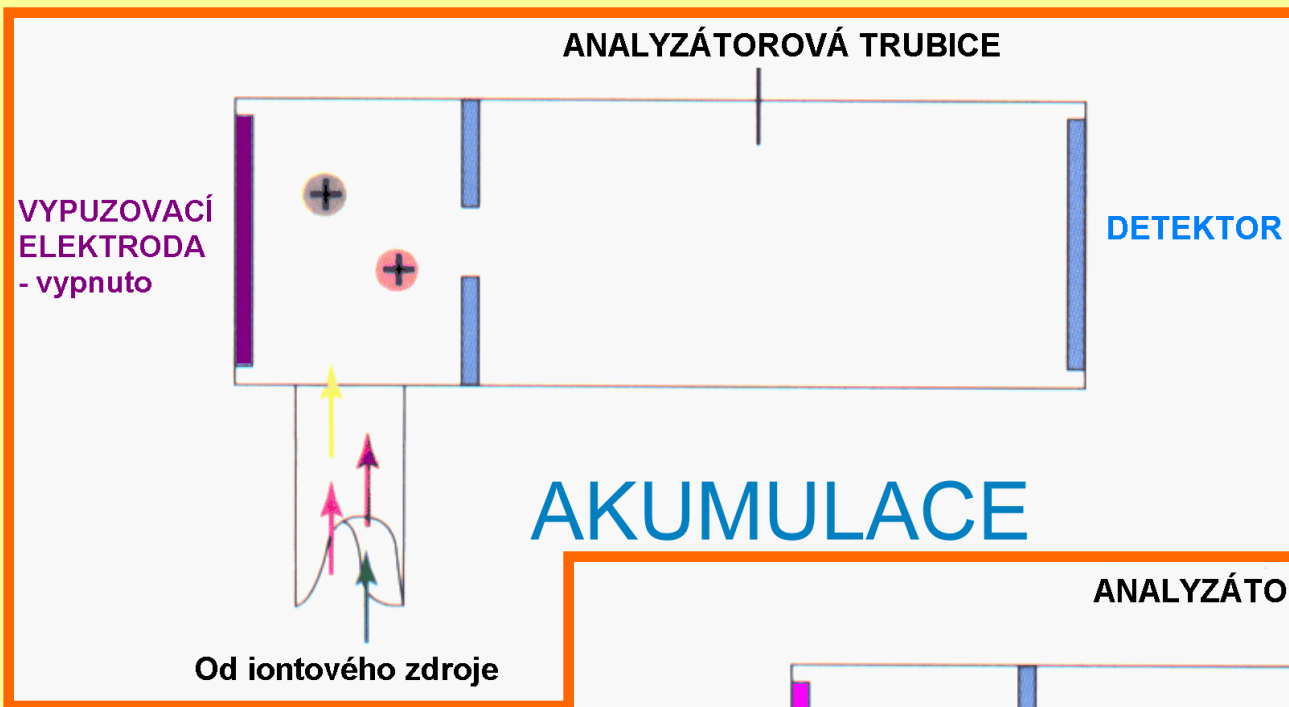 ANALYZÁTOROVÁ TRUBICE
VYPUZOVACÍ
ELEKTRODA
- vypnuto
DETEKTOR
AKUMULACE
Od iontového zdroje
ANALYZÁTO